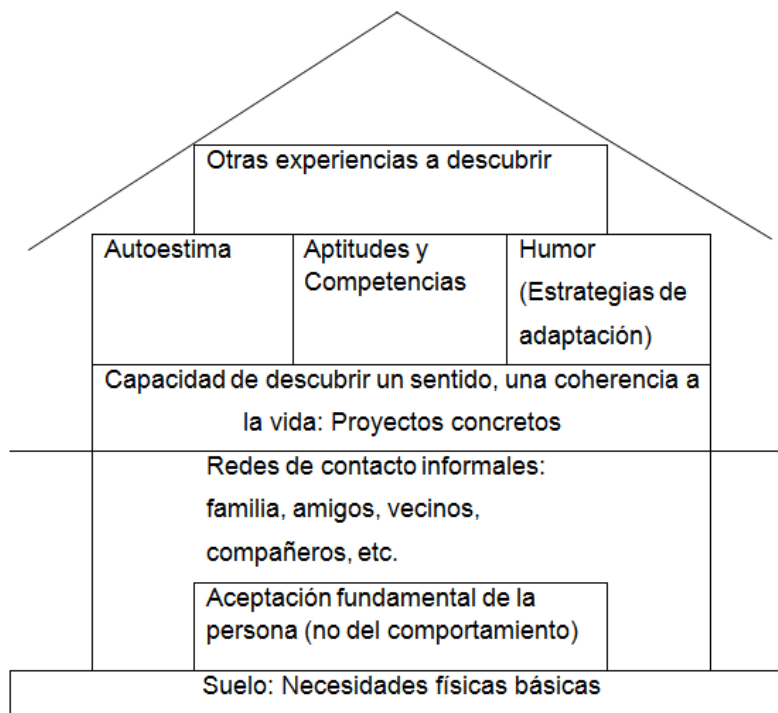 Otras experiencias a descubrir
Autoestima
Aptitudes y
Competencias
Humor
(Estrategias de
adaptación)
Capacidad de descubrir un sentido, una coherencia a
la vida: Proyectos concretos
Redes de contacto informales:
familia, amigos, vecinos,
compañeros, etc.
Aceptación fundamental de la
persona (no del comportamiento)
Suelo: Necesidades físicas básicas